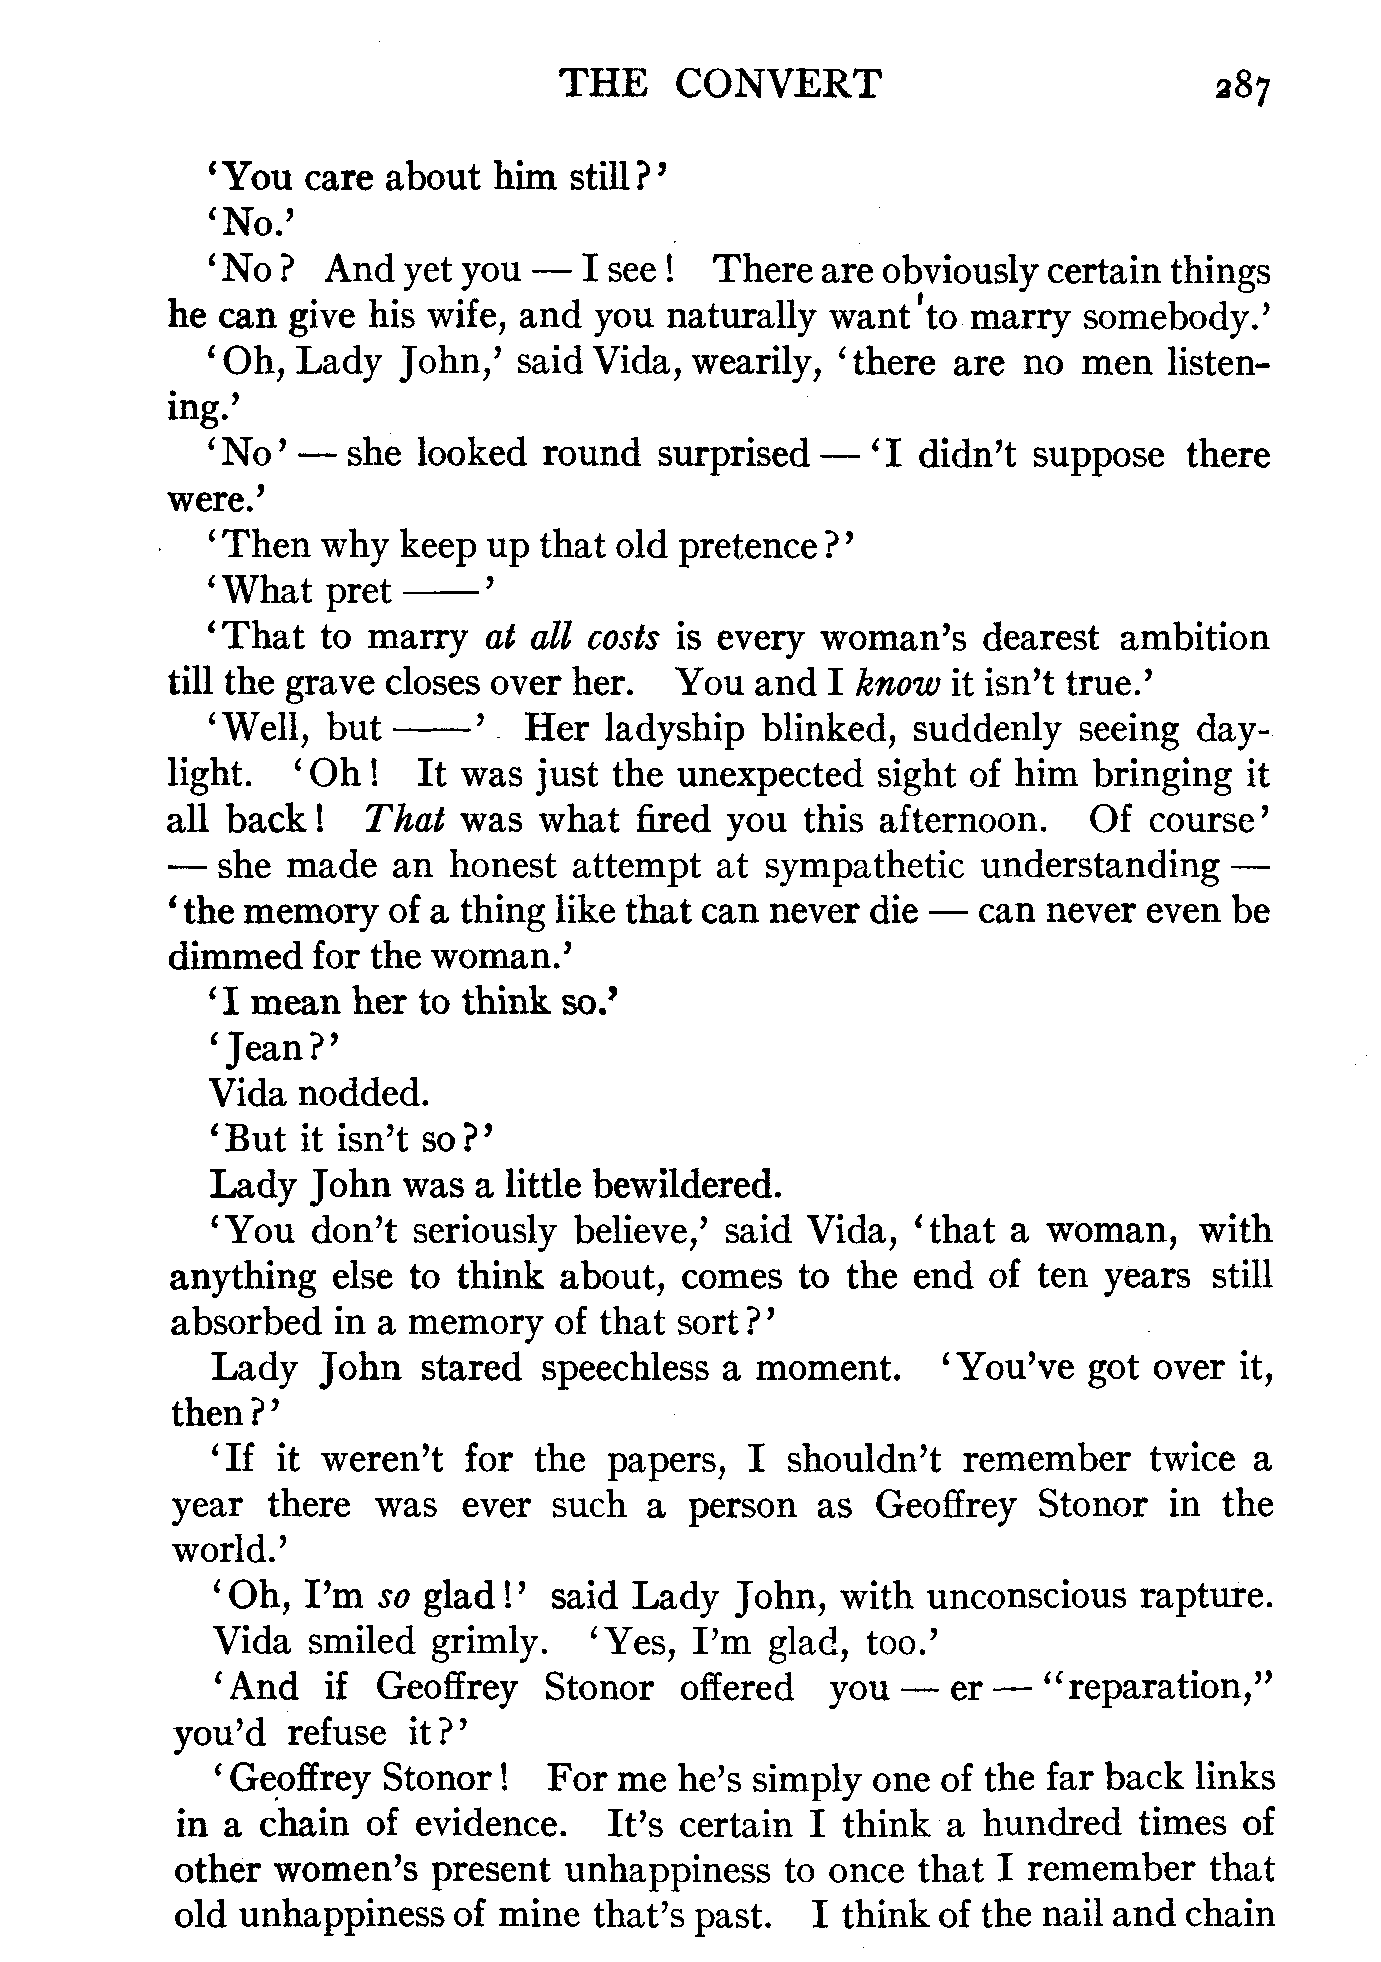 THE CONVERT 287
‘You care about him still?’
‘No.’
‘No? And yet you — I see! There are obviously certain things
he can give his wife, and you naturally want to marry somebody.’
‘Oh, Lady John,’ said Vida, wearily, ‘there are no men listen-
ing.’
‘No’ — she looked round surprised — ‘I didn’t suppose there
were.’
‘Then why keep up that old pretence?’
‘What pret ——’
‘That to marry at all costs is every woman’s dearest ambition
till the grave closes over her. You and I know it isn’t true.’
‘Well, but ——’ Her ladyship blinked, suddenly seeing day-
light. ‘Oh! It was just the unexpected sight of him bringing it
all back! That was what fired you this afternoon. Of course’
— she made an honest attempt at sympathetic understanding —
‘the memory of a thing like that can never die — can never even be
dimmed for the woman.’
‘I mean her to think so.’
‘Jean?’
Vida nodded.
‘But it isn’t so?’
Lady John was a little bewildered.
‘You don’t seriously believe,’ said Vida, ‘that a woman, with
anything else to think about, comes to the end of ten years still
absorbed in a memory of that sort?’
Lady John stared speechless a moment. ‘You’ve got over it,
then?’
‘If it weren’t for the papers, I shouldn’t remember twice a
year there was ever such a person as Geoffrey Stonor in the
world.’
‘Oh, I’m so glad!’ said Lady John, with unconscious rapture.
Vida smiled grimly. ‘Yes, I’m glad, too.’
‘And if Geoffrey Stonor offered you — er — “reparation,”
you’d refuse it?’
‘Geoffrey Stonor! For me he’s simply one of the far back links
in a chain of evidence. It’s certain I think a hundred times of
other women’s present unhappiness to once that I remember that
old unhappiness of mine that’s past. I think of the nail and chain